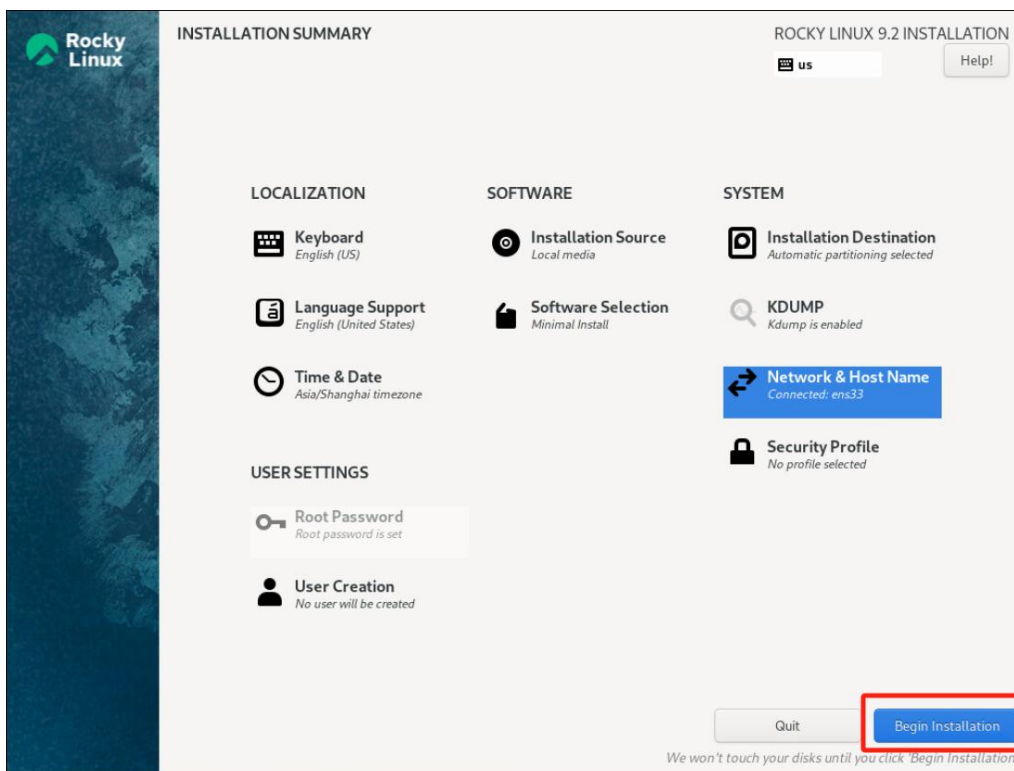 Rocky
Linux
INSTALLATION SUMMARY
ROCKY LINUX 9.2 INSTALLATION
us
Help!
LOCALIZATION
Keyboard
English (US)
Language Support
English (United States)
Time & Date
Asia/Shanghai timezone
SOFTWARE
Installation Source
Local media
Software Selection
Minimal Install
SYSTEM
Installation Destination
Automatic partitioning selected
KDUMP
Kdump is enabled
Network & Host Name
Connected: ens33
Security Profile
No profile selected
USER SETTINGS
Root Password
Root password is set
User Creation
No user will be created
Quit
Begin Installation
We won't touch your disks until you click 'Begin Installation